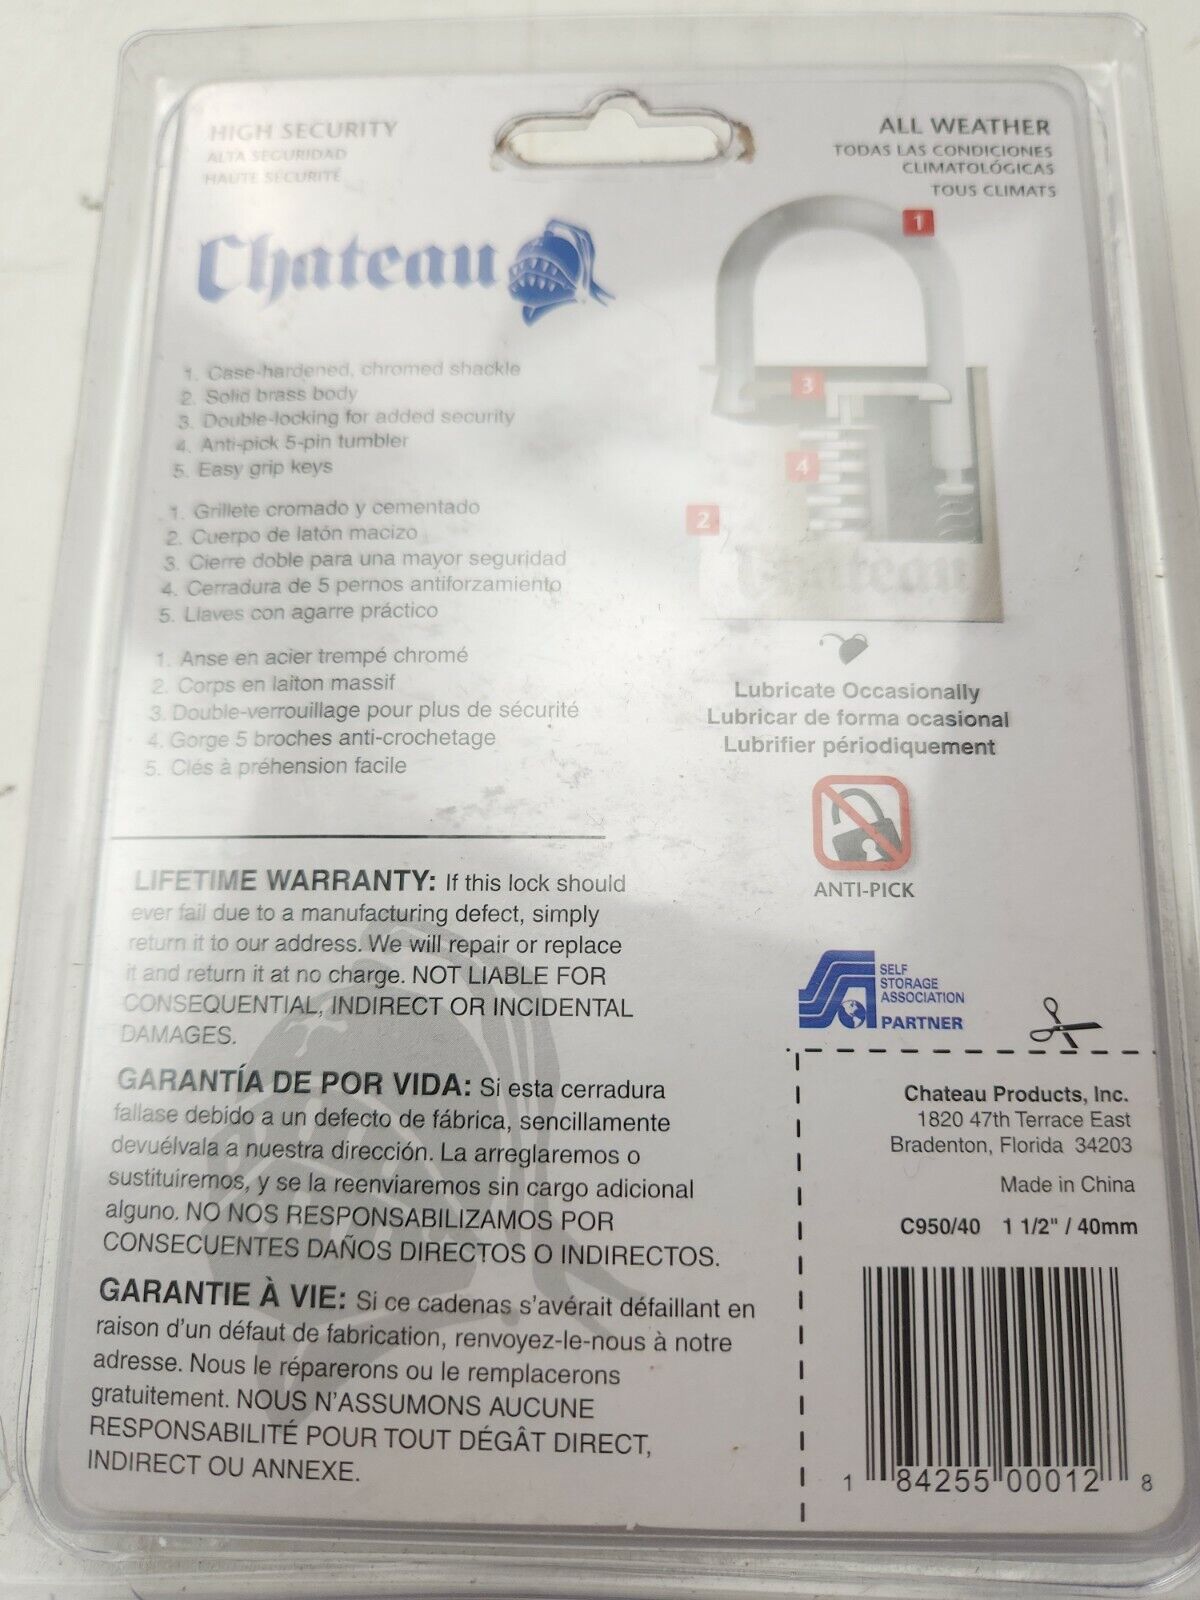 HIGH SECURITY
ALTA SEGURIDAD
HAUTE SÉCURITÉ
ALL WEATHER
TODAS LAS CONDICIONES
CLIMATOLÓGICAS
TOUS CLIMATS
Chateau
1. Case-hardened, chromed shackle
2. Solid brass body
3. Double-locking for added security
4. Anti-pick 5-pin tumbler
5. Easy grip keys
1. Grillete cromado y cementado
2. Cuerpo de latón macizo
3. Cierre doble para una mayor seguridad
4. Cerradura de 5 pernos antiforzamiento
5. Llaves con agarre práctico
1. Anse en acier trempé chromé
2. Corps en laiton massif
3. Double-verrouillage pour plus de sécurité
4. Gorge 5 broches anti-crochetage
5. Clés à préhension facile
1
3
4
2
Chateau
Lubricate Occasionally
Lubricar de forma ocasional
Lubrifier périodiquement
ANTI-PICK
SELF
STORAGE
ASSOCIATION
PARTNER
LIFETIME WARRANTY: If this lock should
ever fail due to a manufacturing defect, simply
return it to our address. We will repair or replace
it and return it at no charge. NOT LIABLE FOR
CONSEQUENTIAL, INDIRECT OR INCIDENTAL
DAMAGES.
GARANTÍA DE POR VIDA: Si esta cerradura
fallase debido a un defecto de fábrica, sencillamente
devuélvala a nuestra dirección. La arreglaremos o
sustituiremos, y se la reenviaremos sin cargo adicional
alguno. NO NOS RESPONSABILIZAMOS POR
CONSECUENTES DAÑOS DIRECTOS O INDIRECTOS.
GARANTIE À VIE: Si ce cadenas s'avérait défaillant en
raison d'un défaut de fabrication, renvoyez-le-nous à notre
adresse. Nous le réparerons ou le remplacerons
gratuitement. NOUS N'ASSUMONS AUCUNE
RESPONSABILITÉ POUR TOUT DÉGÂT DIRECT,
INDIRECT OU ANNEXE.
Chateau Products, Inc.
1820 47th Terrace East
Bradenton, Florida 34203
Made in China
C950/40 1 1/2" / 40mm
1 84255 00012 8